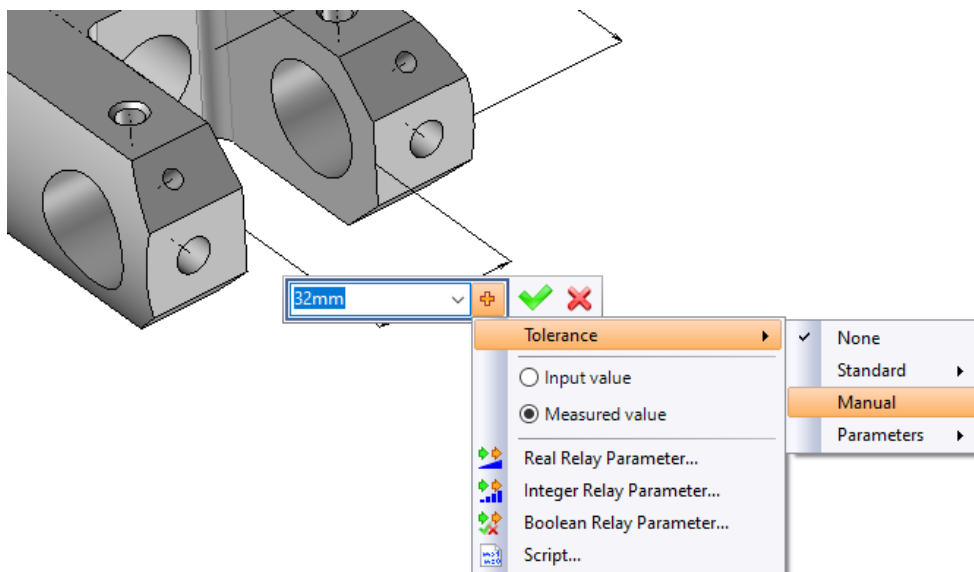 32mm
Tolerance
Input value
Measured value
Real Relay Parameter...
Integer Relay Parameter...
Boolean Relay Parameter...
Script...
None
Standard
Manual
Parameters